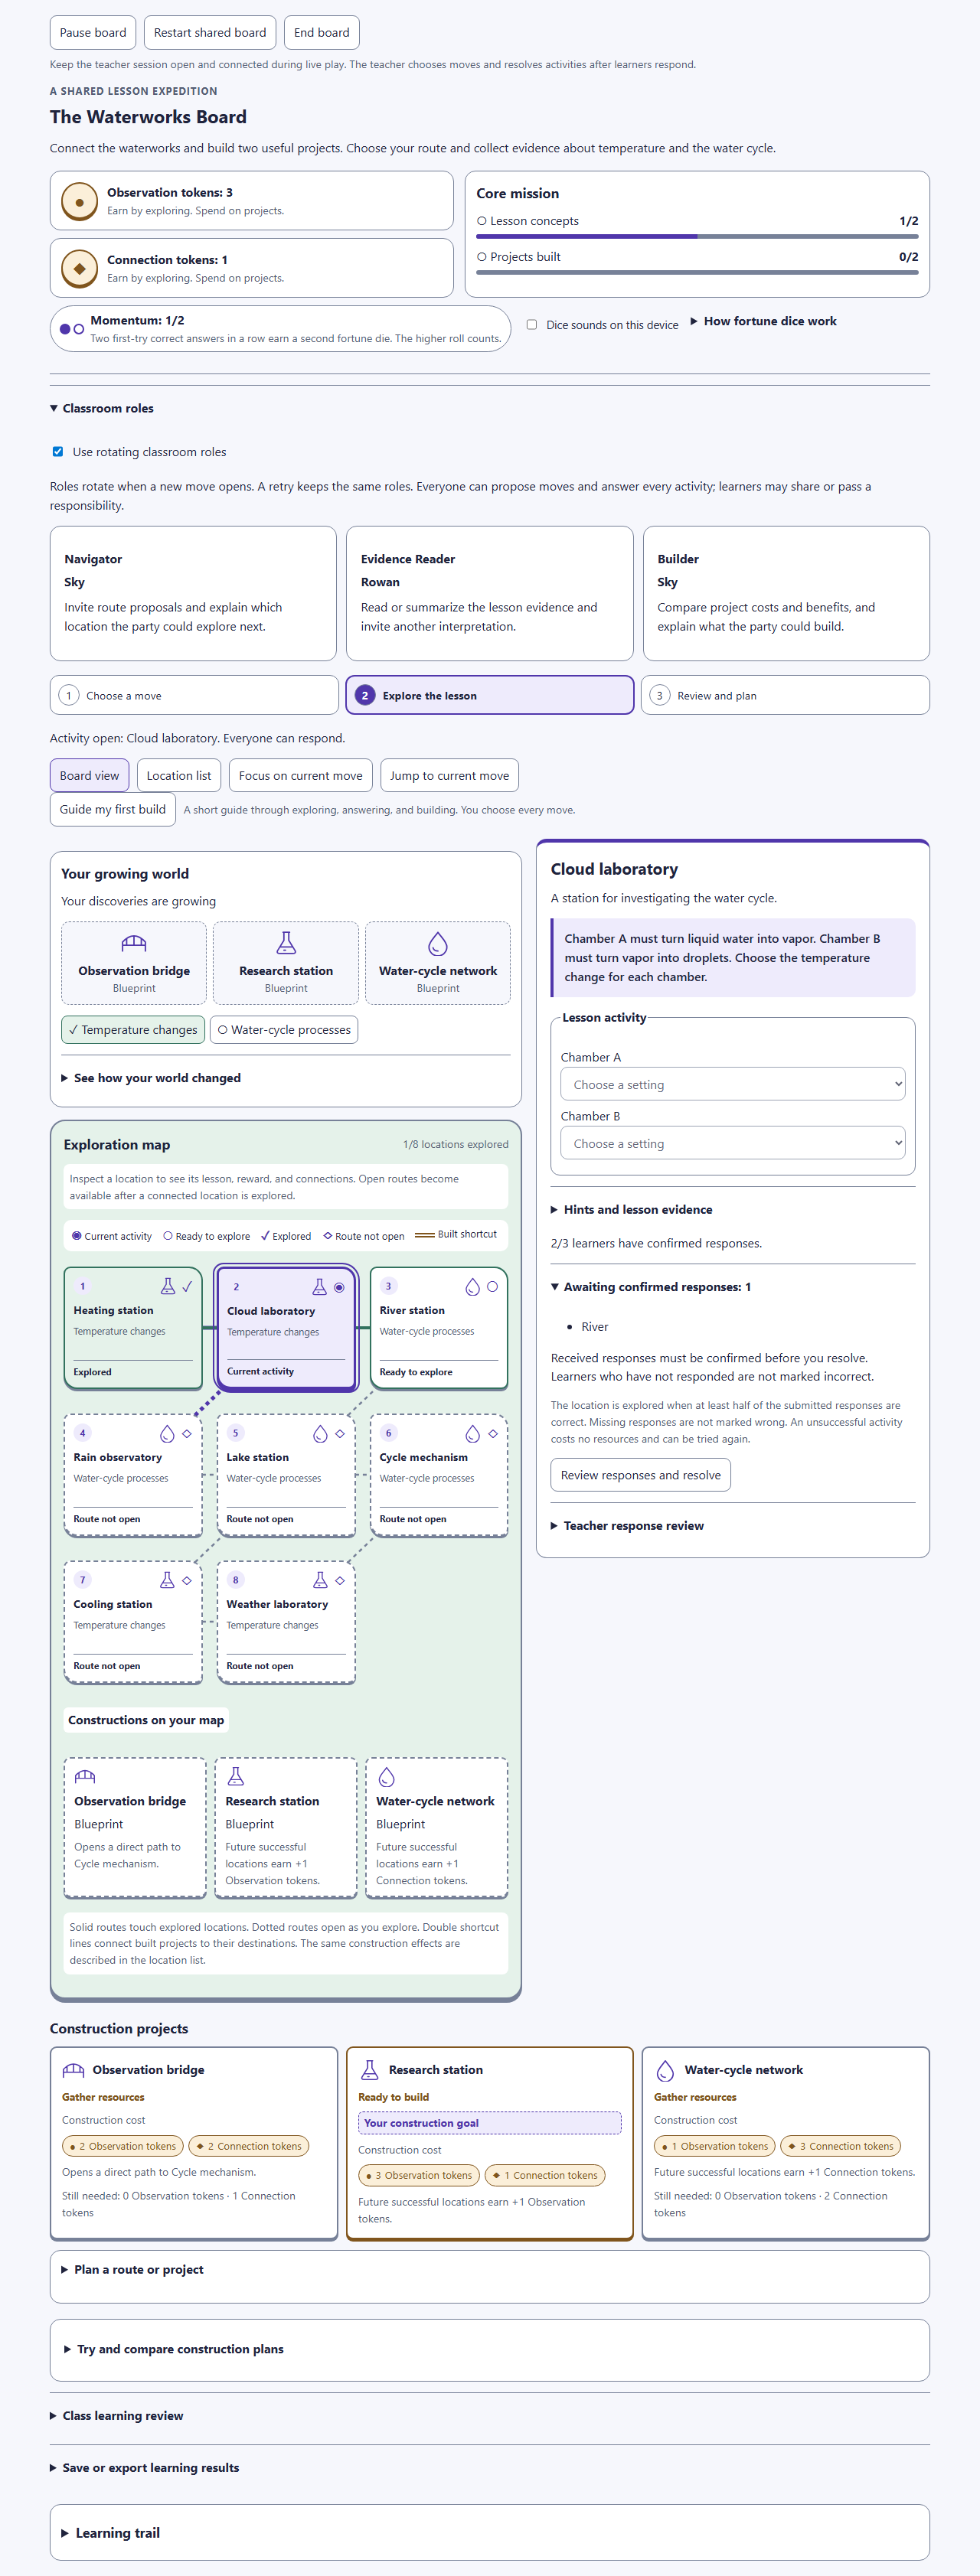 Pause board
Restart shared board
End board
Keep the teacher session open and connected during live play. The teacher chooses moves and resolves activities after learners respond.
A SHARED LESSON EXPEDITION
The Waterworks Board
Connect the waterworks and build two useful projects. Choose your route and collect evidence about temperature and the water cycle.
Observation tokens: 3
Earn by exploring. Spend on projects.
Connection tokens: 1
Earn by exploring. Spend on projects.
Core mission
Lesson concepts 1/2
Projects built 0/2
Momentum: 1/2
Two first-try correct answers in a row earn a second fortune die. The higher roll counts.
Dice sounds on this device
How fortune dice work
Classroom roles
Use rotating classroom roles
Roles rotate when a new move opens. A retry keeps the same roles. Everyone can propose moves and answer every activity; learners may share or pass a
responsibility.
Navigator
Sky
Invite route proposals and explain which
location the party could explore next.
Evidence Reader
Rowan
Read or summarize the lesson evidence and
invite another interpretation.
Builder
Sky
Compare project costs and benefits, and
explain what the party could build.
1 Choose a move
2 Explore the lesson
3 Review and plan
Activity open: Cloud laboratory. Everyone can respond.
Board view
Location list
Focus on current move
Jump to current move
Guide my first build
A short guide through exploring, answering, and building. You choose every move.
Your growing world
Your discoveries are growing
Observation bridge
Blueprint
Research station
Blueprint
Water-cycle network
Blueprint
✓ Temperature changes
Water-cycle processes
See how your world changed
Exploration map
1/8 locations explored
Inspect a location to see its lesson, reward, and connections. Open routes become
available after a connected location is explored.
Current activity
Ready to explore
✓ Explored
Route not open
Built shortcut
1
Heating station
Temperature changes
Explored
2
Cloud laboratory
Temperature changes
Current activity
3
River station
Water-cycle processes
Ready to explore
4
Rain observatory
Water-cycle processes
Route not open
5
Lake station
Water-cycle processes
Route not open
6
Cycle mechanism
Water-cycle processes
Route not open
7
Cooling station
Temperature changes
Route not open
8
Weather laboratory
Temperature changes
Route not open
Constructions on your map
Observation bridge
Blueprint
Opens a direct path to
Cycle mechanism.
Research station
Blueprint
Future successful
locations earn +1
Observation tokens.
Water-cycle network
Blueprint
Future successful
locations earn +1
Connection tokens.
Solid routes touch explored locations. Dotted routes open as you explore. Double shortcut
lines connect built projects to their destinations. The same construction effects are
described in the location list.
Cloud laboratory
A station for investigating the water cycle.
Chamber A must turn liquid water into vapor. Chamber B
must turn vapor into droplets. Choose the temperature
change for each chamber.
Lesson activity
Chamber A
Choose a setting
Chamber B
Choose a setting
Hints and lesson evidence
2/3 learners have confirmed responses.
Awaiting confirmed responses: 1
River
Received responses must be confirmed before you resolve.
Learners who have not responded are not marked incorrect.
The location is explored when at least half of the submitted responses are
correct. Missing responses are not marked wrong. An unsuccessful activity
costs no resources and can be tried again.
Review responses and resolve
Teacher response review
Construction projects
Observation bridge
Gather resources
Construction cost
2 Observation tokens
2 Connection tokens
Opens a direct path to Cycle mechanism.
Still needed: 0 Observation tokens · 1 Connection
tokens
Research station
Ready to build
Your construction goal
Construction cost
3 Observation tokens
1 Connection tokens
Future successful locations earn +1 Observation
tokens.
Water-cycle network
Gather resources
Construction cost
1 Observation tokens
3 Connection tokens
Future successful locations earn +1 Connection tokens.
Still needed: 0 Observation tokens · 2 Connection
tokens
Plan a route or project
Try and compare construction plans
Class learning review
Save or export learning results
Learning trail